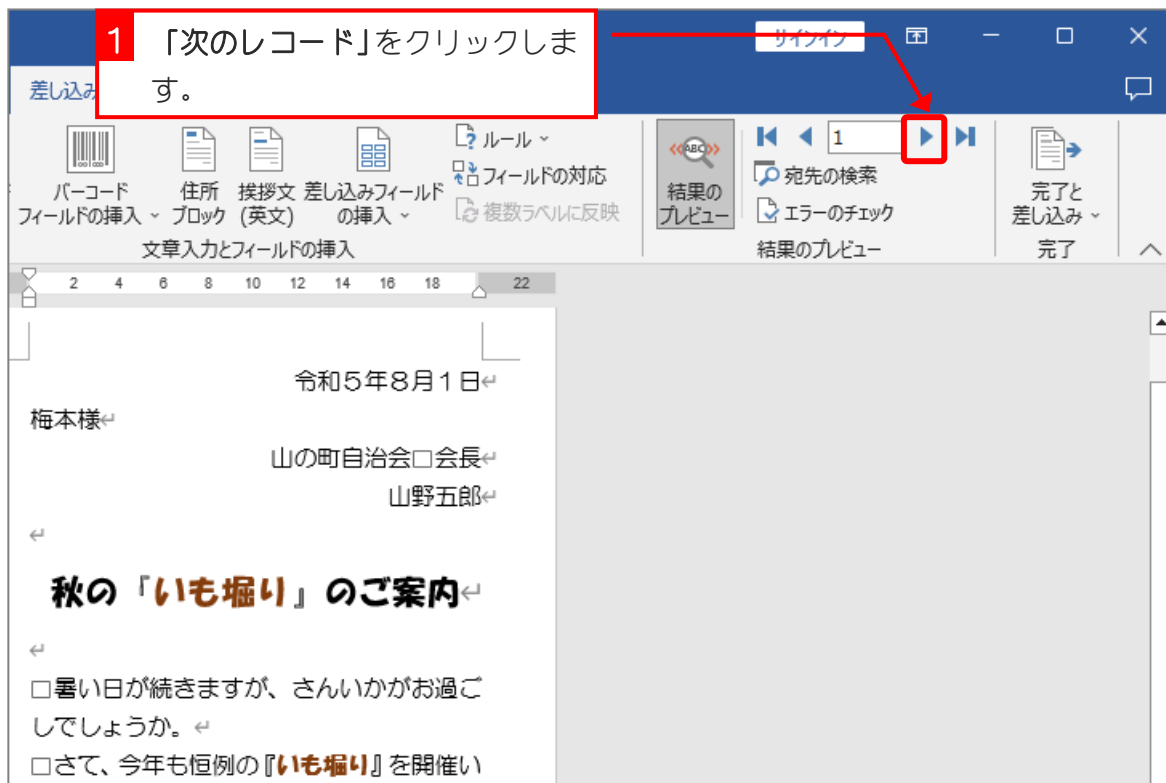 1 「次のレコード」をクリックしま
す。
サインイン
差し込み
バーコード
フィールドの挿入
住所
ブロック
挨拶文
(英文)
差し込みフィールド
の挿入
ルール
フィールドの対応
複数ラベルに反映
文章入力とフィールドの挿入
«ABC»
結果の
プレビュー
1
宛先の検索
エラーのチェック
結果のプレビュー
完了と
差し込み
完了
2 4 6 8 10 12 14 16 18 22
令和5年8月1日↵
梅本様↵
山の町自治会□会長↵
山野五郎↵
↵
秋の『いも堀り』のご案内↵
↵
□暑い日が続きますが、さんいかがお過ご
しでしょうか。↵
□さて、今年も恒例の『いも堀り』を開催い